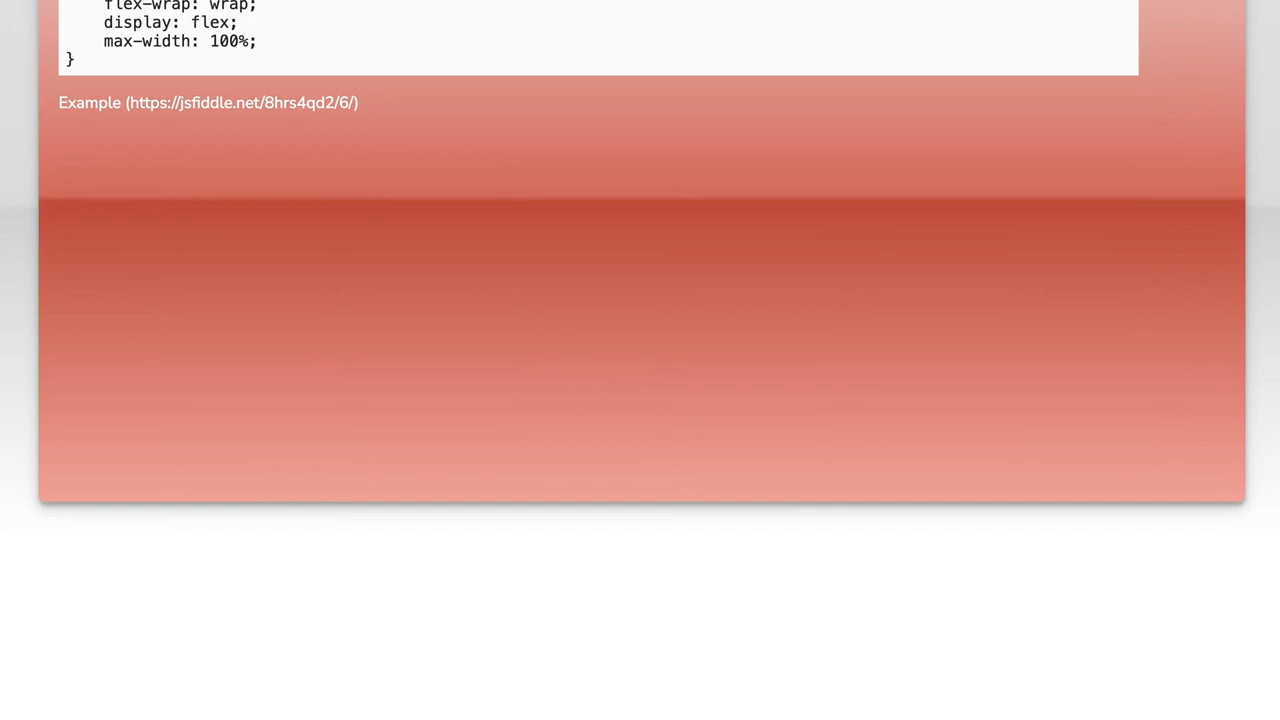 flex-wrap: wrap;
display: flex;
max-width: 100%;
}
Example (https://jsfiddle.net/8hrs4qd2/6/)